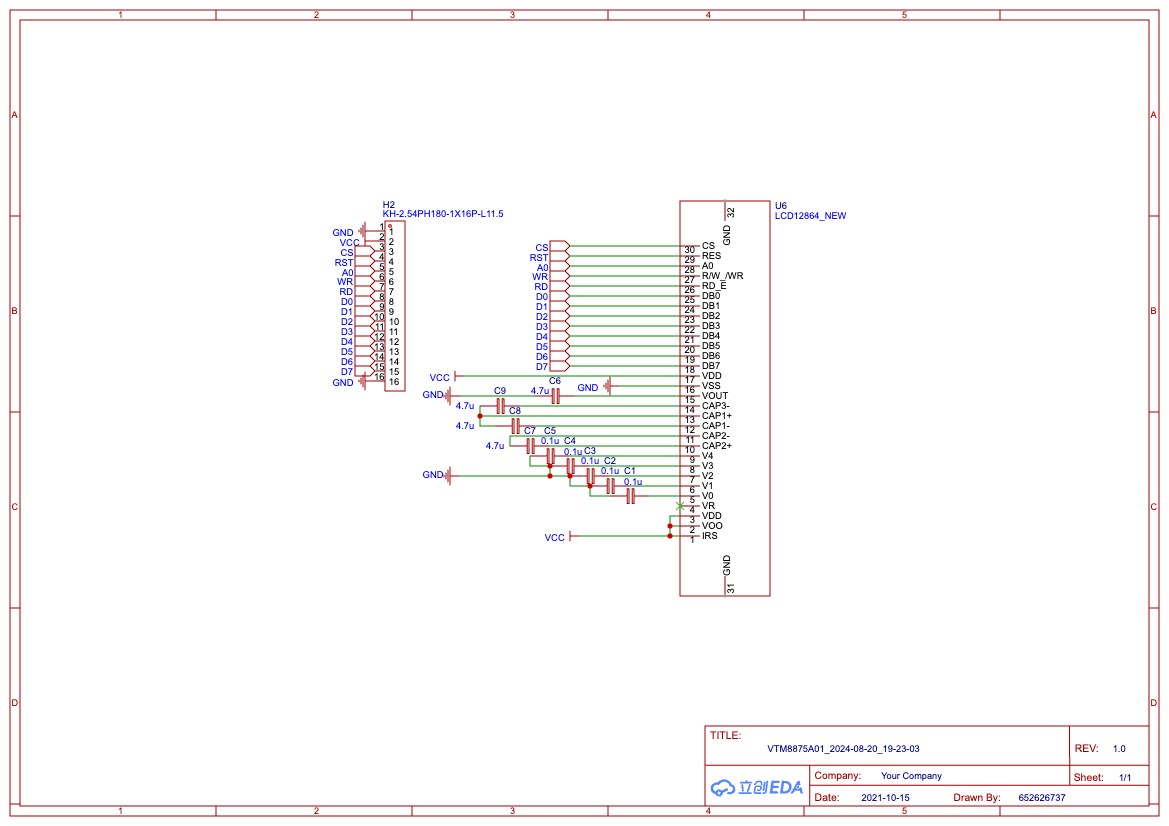 1 2 3 4 5
A A
B B
C C
D D
H2
KH-2.54PH180-1X16P-L11.5
GND 1 1
VCC 2 2
CS 3 3
RST 4 4
A0 5 5
WR 6 6
RD 7 7
D0 8 8
D1 9 9
D2 10 10
D3 11 11
D4 12 12
D5 13 13
D6 14 14
D7 15 15
GND 16 16
U6
LCD12864_NEW
32
GND
CS 30 CS
RST 29 RES
A0 28 A0
WR 27 R/W_/WR
RD 26 RD_E
D0 25 DB0
D1 24 DB1
D2 23 DB2
D3 22 DB3
D4 21 DB4
D5 20 DB5
D6 19 DB6
D7 18 DB7
VCC 17 VDD
GND 16 VSS
GND 4.7u C6 15 VOUT
4.7u C9 14 CAP3-
13 CAP1+
4.7u C8 12 CAP1-
11 CAP2-
4.7u C7 10 CAP2+
0.1u C5 9 V4
0.1u C4 8 V3
GND 0.1u C3 7 V2
0.1u C2 6 V1
0.1u C1 5 V0
4 VR
3 VDD
2 VOO
VCC 1 IRS
GND
31
TITLE:
VTM8875A01_2024-08-20_19-23-03
REV: 1.0
立创EDA
Company: Your Company
Sheet: 1/1
Date: 2021-10-15
Drawn By: 652626737
1 2 3 4 5